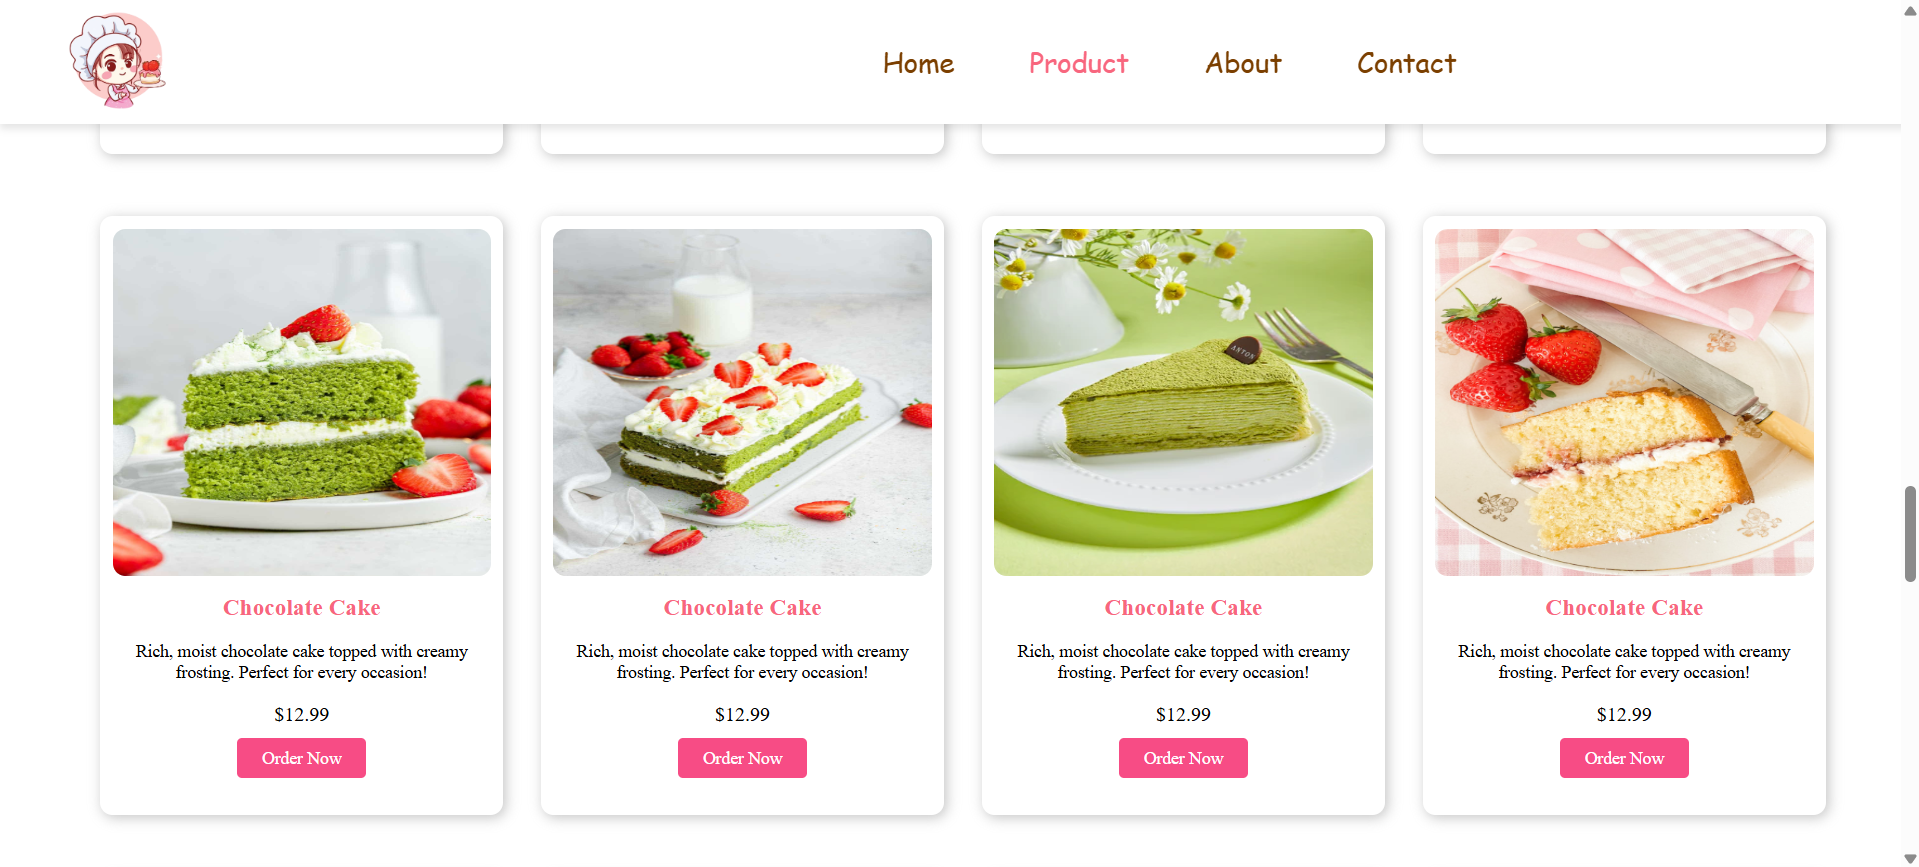 Home Product About Contact
ANTON
Chocolate Cake
Rich, moist chocolate cake topped with creamy
frosting. Perfect for every occasion!
$12.99
Order Now
Chocolate Cake
Rich, moist chocolate cake topped with creamy
frosting. Perfect for every occasion!
$12.99
Order Now
Chocolate Cake
Rich, moist chocolate cake topped with creamy
frosting. Perfect for every occasion!
$12.99
Order Now
Chocolate Cake
Rich, moist chocolate cake topped with creamy
frosting. Perfect for every occasion!
$12.99
Order Now